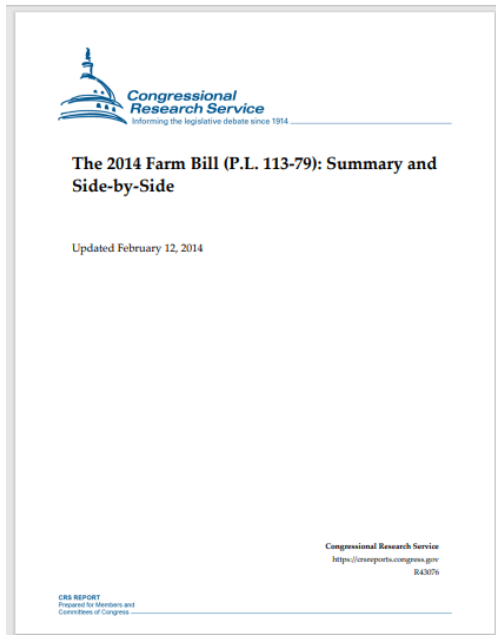 Congressional
Research Service
Informing the legislative debate since 1914
The 2014 Farm Bill (P.L. 113-79): Summary and
Side-by-Side
Updated February 12, 2014
Congressional Research Service
https://crsreports.congress.gov
R43076
CRS REPORT
Prepared for Members and
Committees of Congress